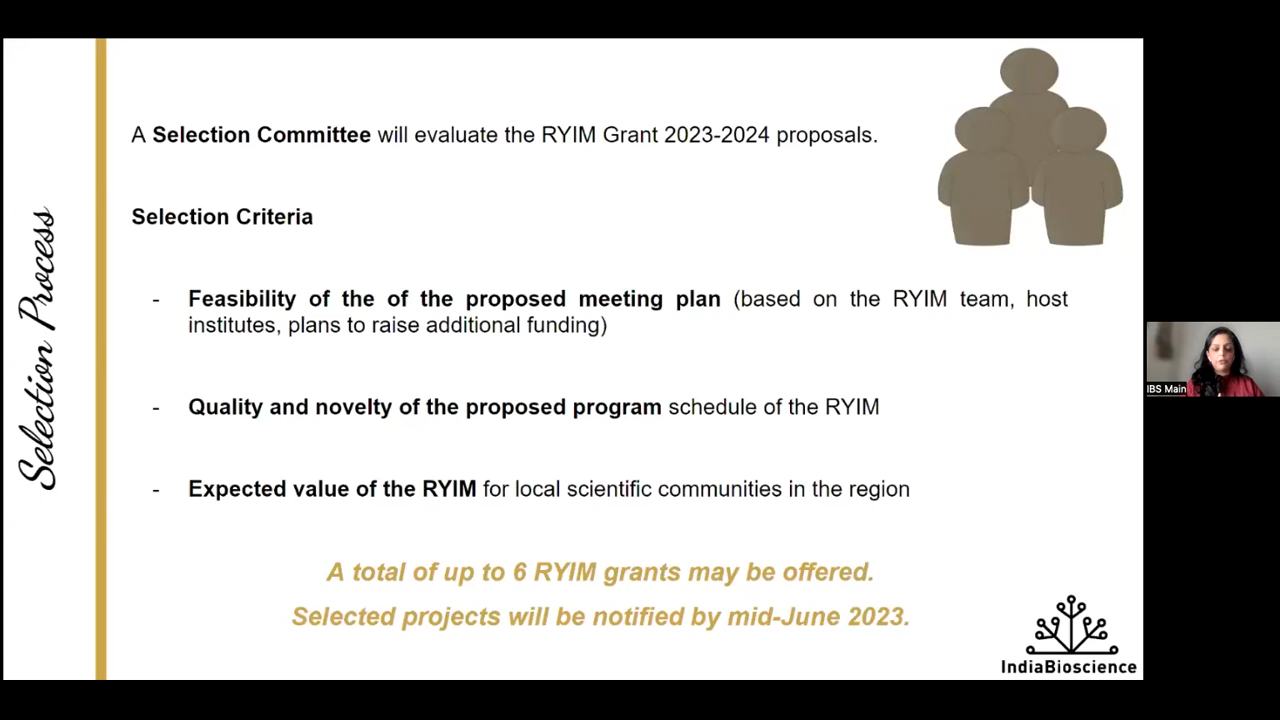 Selection Process
A Selection Committee will evaluate the RYIM Grant 2023-2024 proposals.
Selection Criteria
- Feasibility of the of the proposed meeting plan (based on the RYIM team, host
institutes, plans to raise additional funding)
- Quality and novelty of the proposed program schedule of the RYIM
- Expected value of the RYIM for local scientific communities in the region
A total of up to 6 RYIM grants may be offered.
Selected projects will be notified by mid-June 2023.
IndiaBioscience
IBS Main